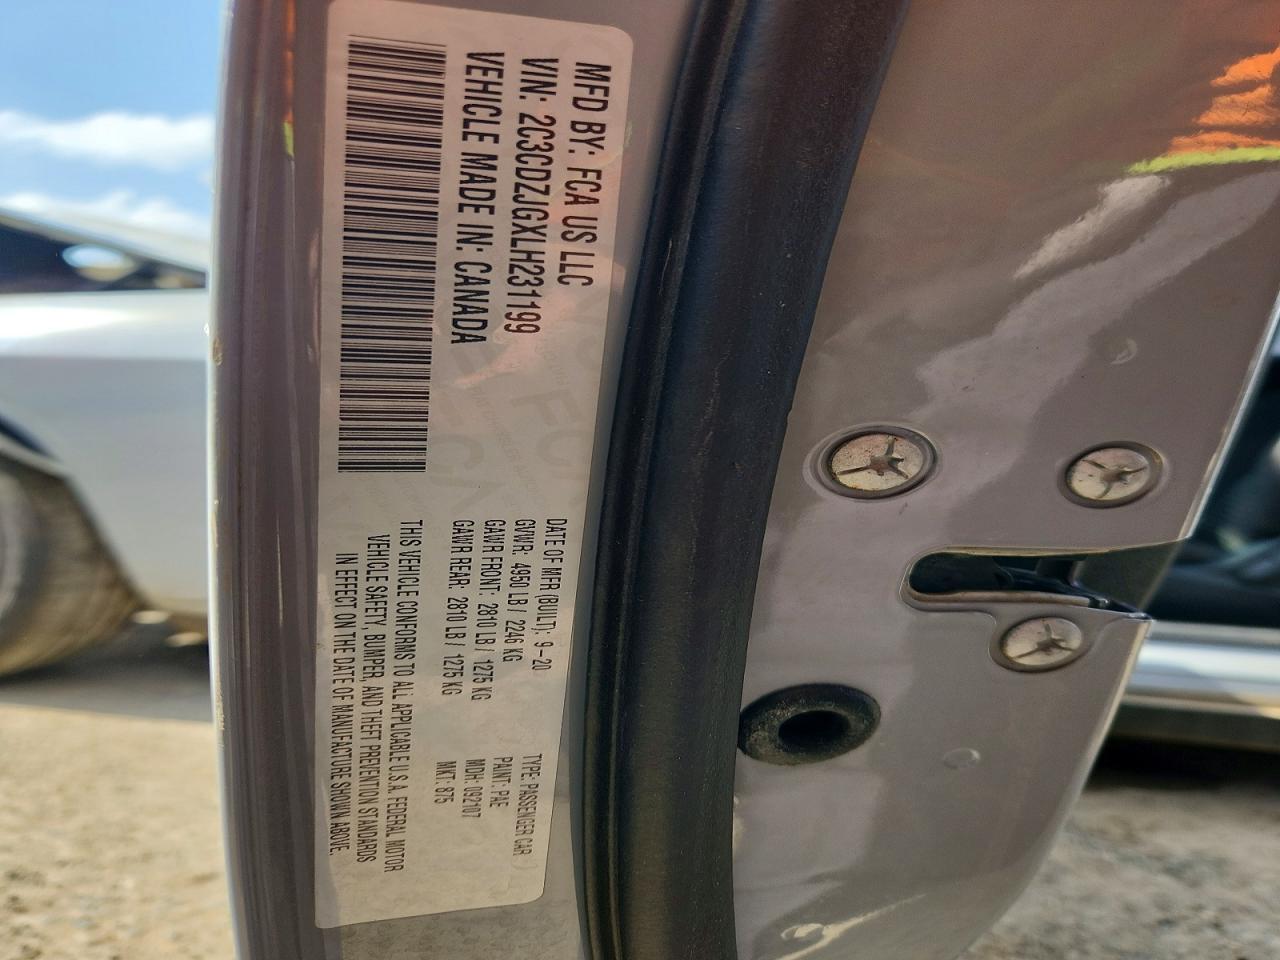 MFD BY: FCA US LLC
VIN: 2C3CDZJGXLH231199
VEHICLE MADE IN: CANADA
DATE OF MFR (BUILT): 9-20
GVWR: 4950 LB / 2246 KG
GAWR FRONT: 2810 LB / 1275 KG
GAWR REAR: 2810 LB / 1275 KG
TYPE: PASSENGER CAR
PAINT: PAE
MDH: 092107
MKT: 875
THIS VEHICLE CONFORMS TO ALL APPLICABLE U.S.A. FEDERAL MOTOR
VEHICLE SAFETY, BUMPER, AND THEFT PREVENTION STANDARDS
IN EFFECT ON THE DATE OF MANUFACTURE SHOWN ABOVE.